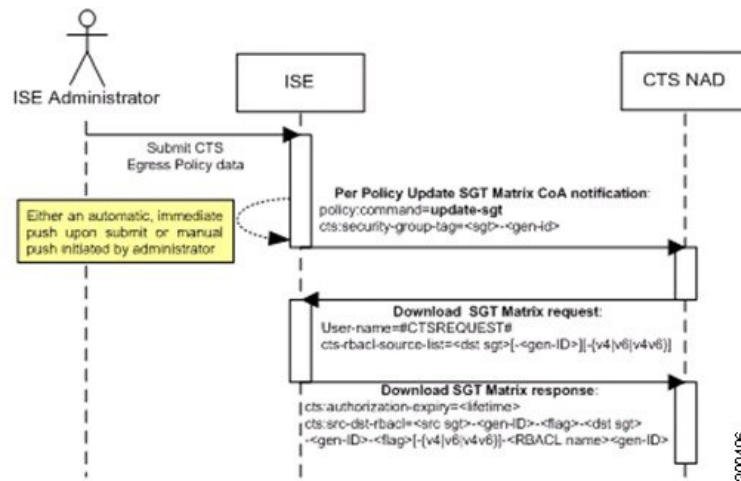 ISE Administrator
ISE
CTS NAD
Submit CTS
Egress Policy data
Either an automatic, immediate
push upon submit or manual
push initiated by administrator
Per Policy Update SGT Matrix CoA notification:
policy:command=update-sgt
cts:security-group-tag=<sgt>-<gen-id>
Download SGT Matrix request:
User-name=#CTSREQUEST#
cts-rbacl-source-list=<dst sgt>[-<gen-ID>][-{v4|v6|v4v6}]
Download SGT Matrix response:
cts:authorization-expiry=<lifetime>
cts:src-dst-rbacl=<src sgt>-<gen-ID>-<flag>-<dst sgt>
-<gen-ID>-<flag>[-{v4|v6|v4v6}]-<RBACL name><gen-ID>